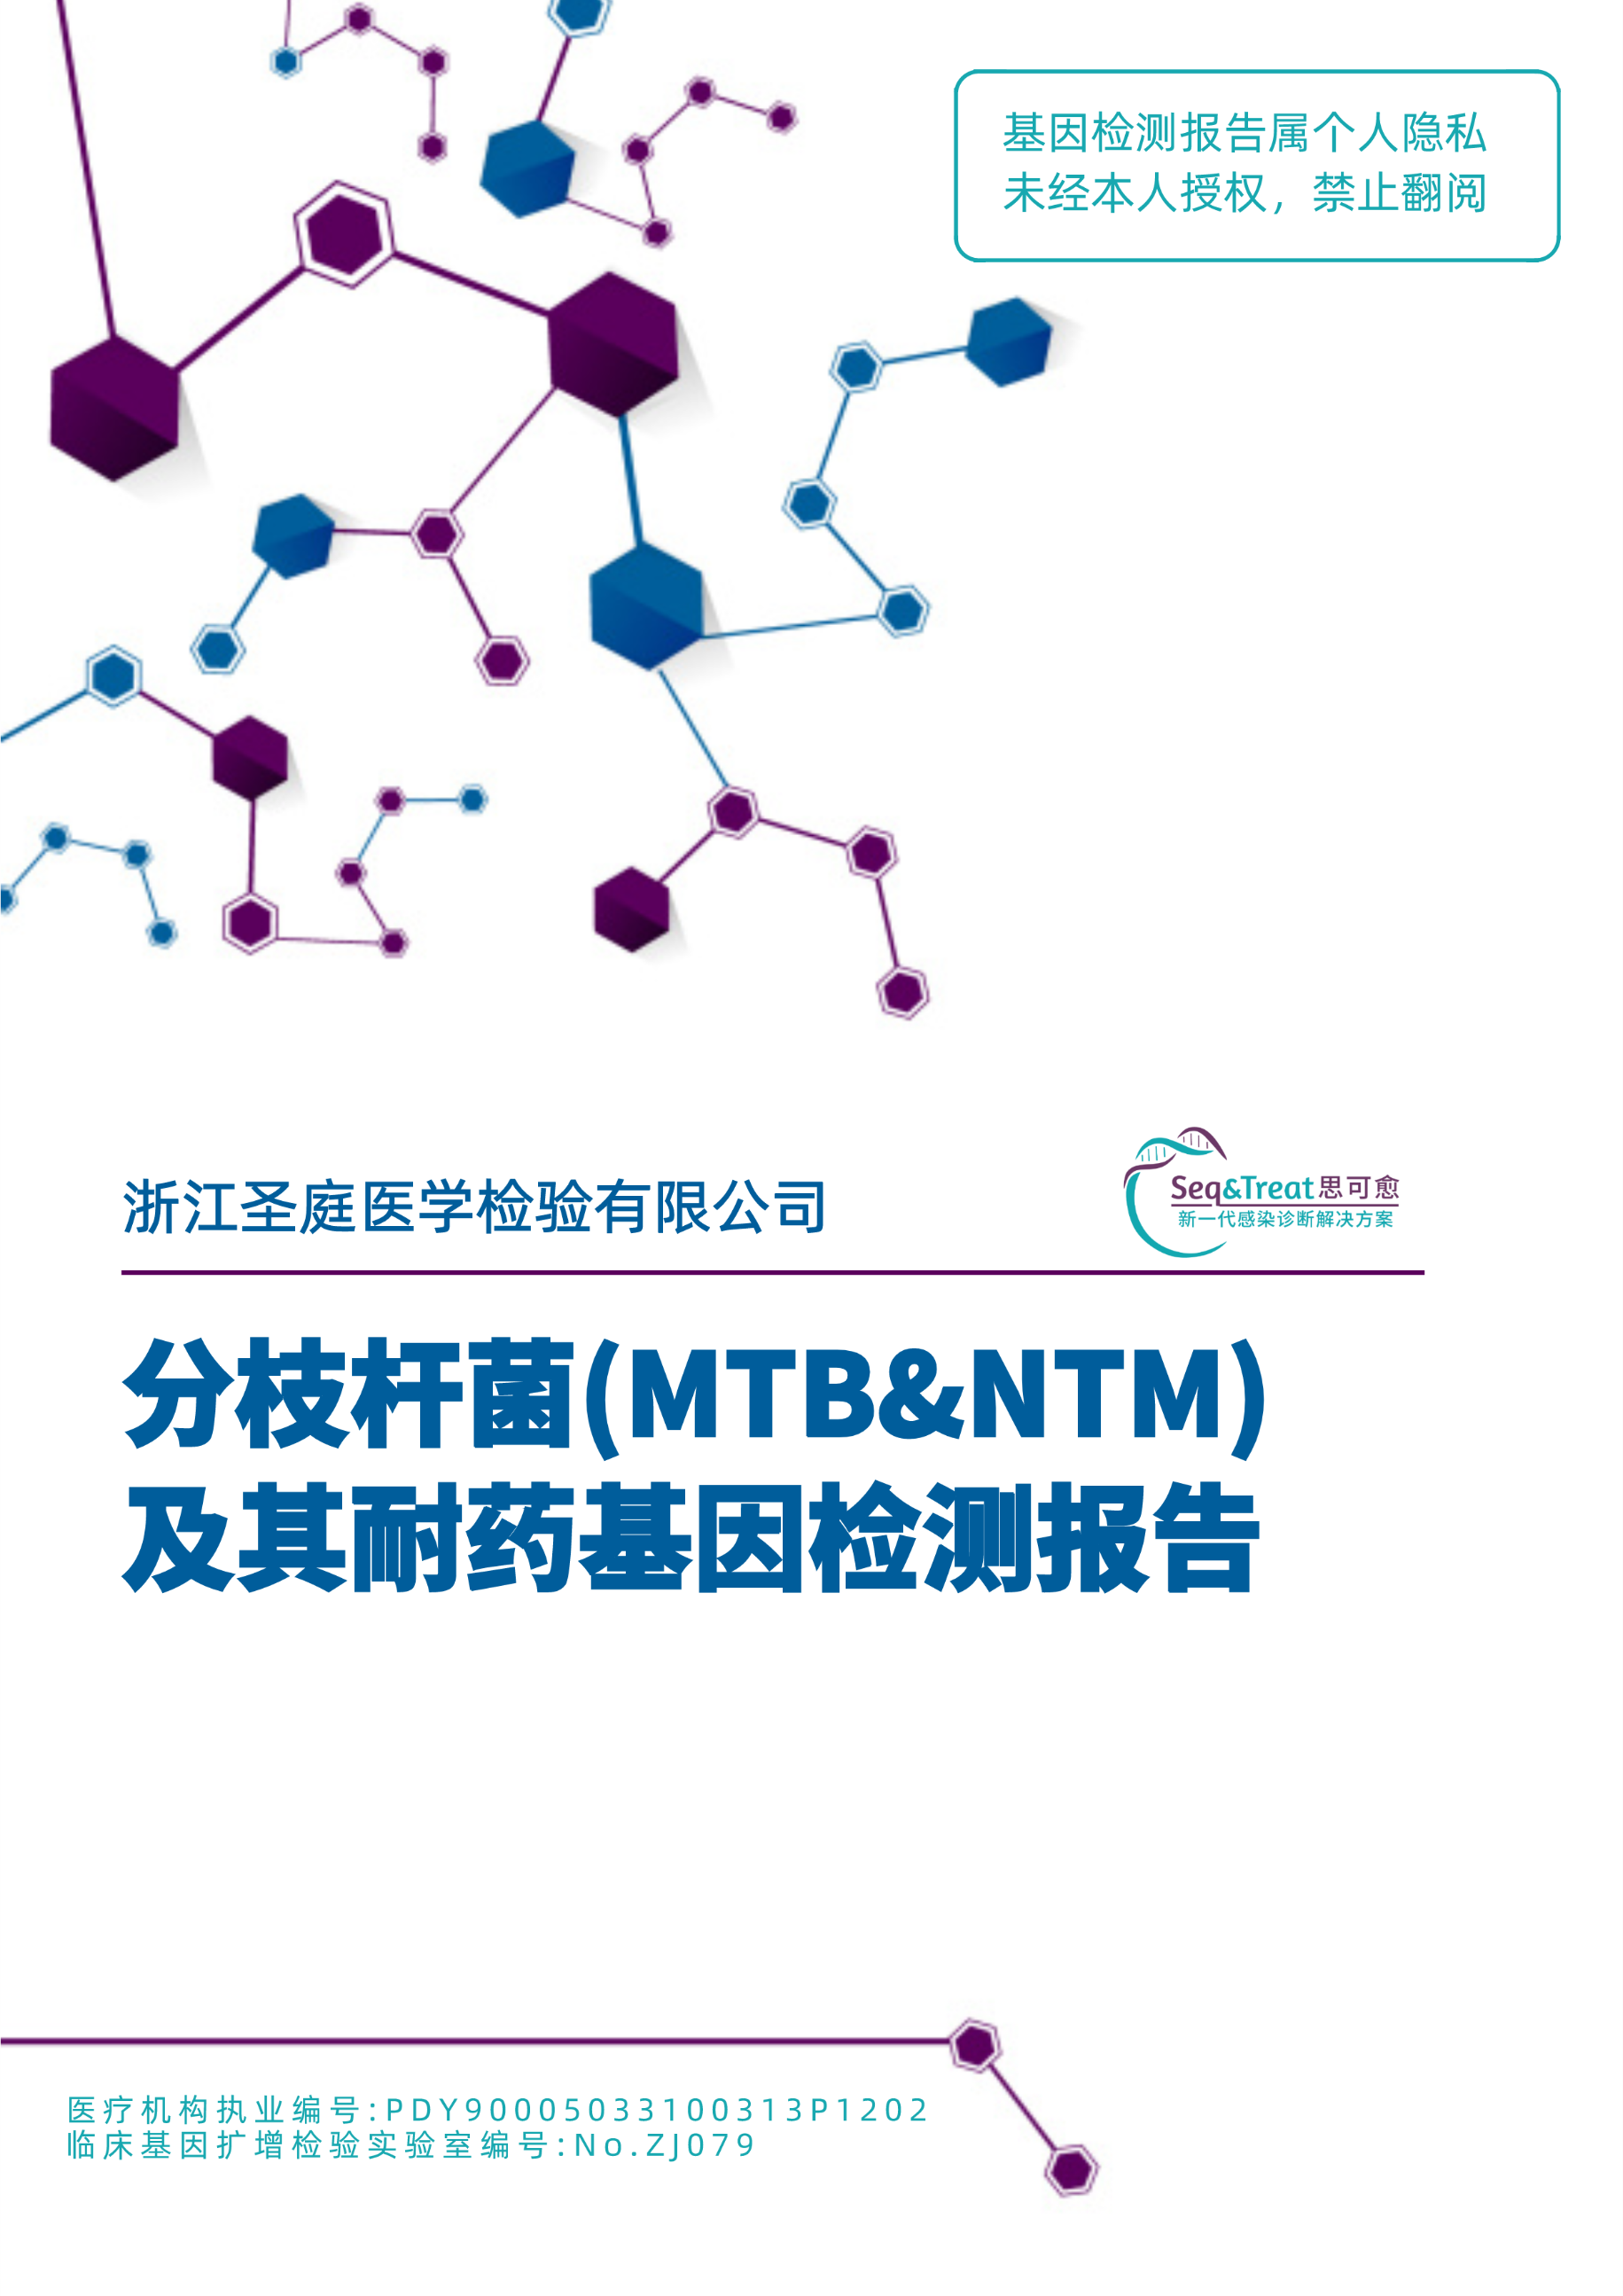 基因检测报告属个人隐私
未经本人授权，禁止翻阅
浙江圣庭医学检验有限公司
Seq&Treat思可愈
新一代感染诊断解决方案
分枝杆菌(MTB&NTM)
及其耐药基因检测报告
医疗机构执业编号:PDY90005033100313P1202
临床基因扩增检验实验室编号:No.ZJ079